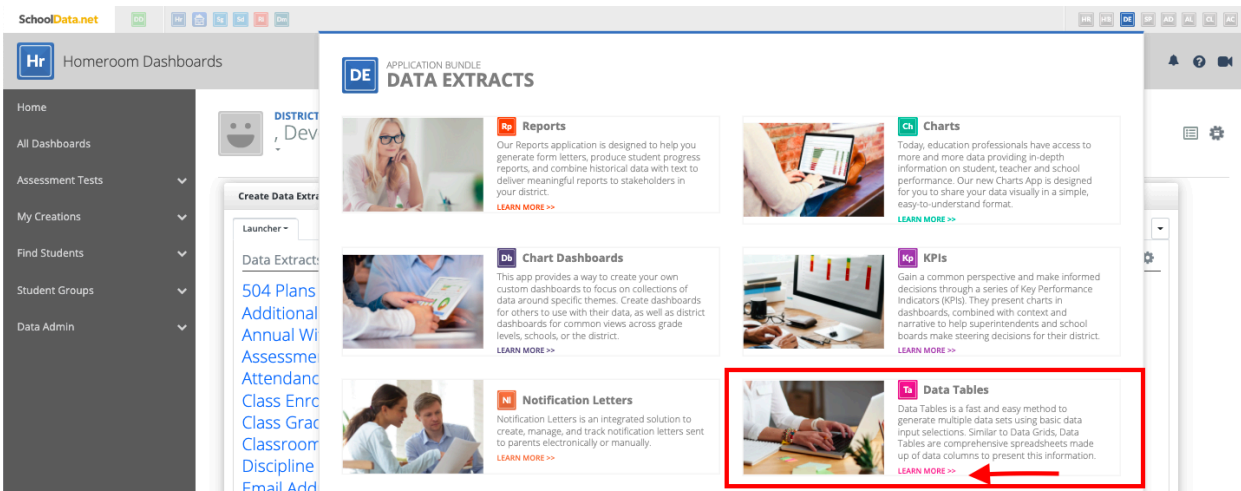 SchoolData.net
DD
Hr
Sg
Sd
Nl
Dm
HB
HR
DE
SP
AD
AL
CL
AC
Hr Homeroom Dashboards
Home
All Dashboards
Assessment Tests
My Creations
Find Students
Student Groups
Data Admin
DISTRICT
, Dev
Create Data Extra
Launcher
Data Extract
504 Plans
Additional
Annual Wi
Assessme
Attendanc
Class Enro
Class Grad
Classroom
Discipline
Email Add
DE
APPLICATION BUNDLE
DATA EXTRACTS
Rp Reports
Our Reports application is designed to help you
generate form letters, produce student progress
reports, and combine historical data with text to
deliver meaningful reports to stakeholders in
your district.
LEARN MORE >>
Ch Charts
Today, education professionals have access to
more and more data providing in-depth
information on student, teacher and school
performance. Our new Charts App is designed
for you to share your data visually in a simple,
easy-to-understand format.
LEARN MORE >>
Db Chart Dashboards
This app provides a way to create your own
custom dashboards to focus on collections of
data around specific themes. Create dashboards
for others to use with their data, as well as district
dashboards for common views across grade
levels, schools, or the district.
LEARN MORE >>
Kp KPIs
Gain a common perspective and make informed
decisions through a series of Key Performance
Indicators (KPIs). They present charts in
dashboards, combined with context and
narrative to help superintendents and school
boards make steering decisions for their district.
LEARN MORE >>
Nl Notification Letters
Notification Letters is an integrated solution to
create, manage, and track notification letters sent
to parents electronically or manually.
LEARN MORE >>
Ta Data Tables
Data Tables is a fast and easy method to
generate multiple data sets using basic data
input selections. Similar to Data Grids, Data
Tables are comprehensive spreadsheets made
up of data columns to present this information.
LEARN MORE >>